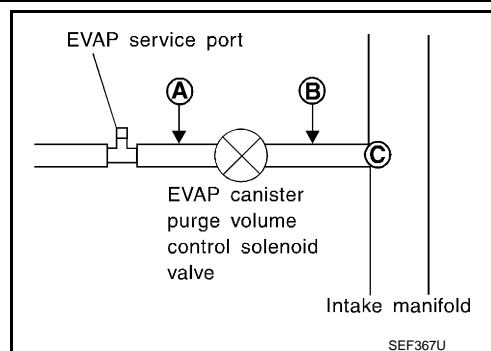 EVAP service port
A
B
C
EVAP canister
purge volume
control solenoid
valve
Intake manifold
SEF367U